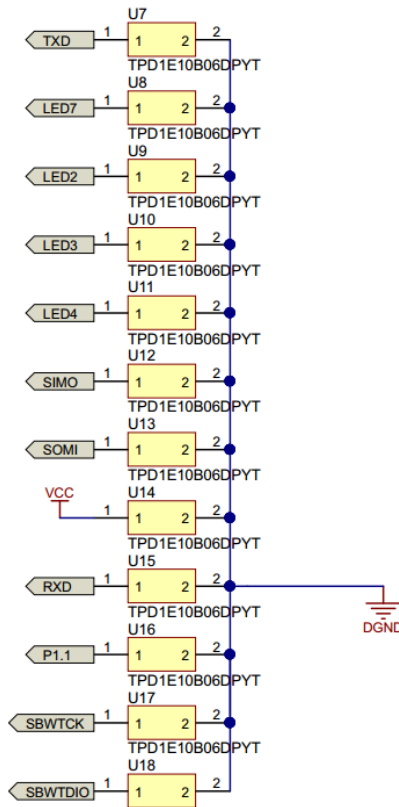 U7
TXD 1 1 2 2
TPD1E10B06DPYT
U8
LED7 1 1 2 2
TPD1E10B06DPYT
U9
LED2 1 1 2 2
TPD1E10B06DPYT
U10
LED3 1 1 2 2
TPD1E10B06DPYT
U11
LED4 1 1 2 2
TPD1E10B06DPYT
U12
SIMO 1 1 2 2
TPD1E10B06DPYT
U13
SOMI 1 1 2 2
TPD1E10B06DPYT
U14
VCC 1 1 2 2
TPD1E10B06DPYT
U15
RXD 1 1 2 2
TPD1E10B06DPYT
DGND
U16
P1.1 1 1 2 2
TPD1E10B06DPYT
U17
SBWTCK 1 1 2 2
TPD1E10B06DPYT
U18
SBWTDIO 1 1 2 2
TPD1E10B06DPYT